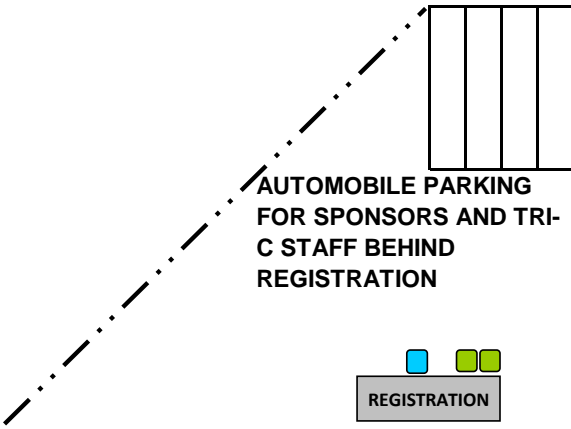 AUTOMOBILE PARKING
FOR SPONSORS AND TRI-
C STAFF BEHIND
REGISTRATION
REGISTRATION